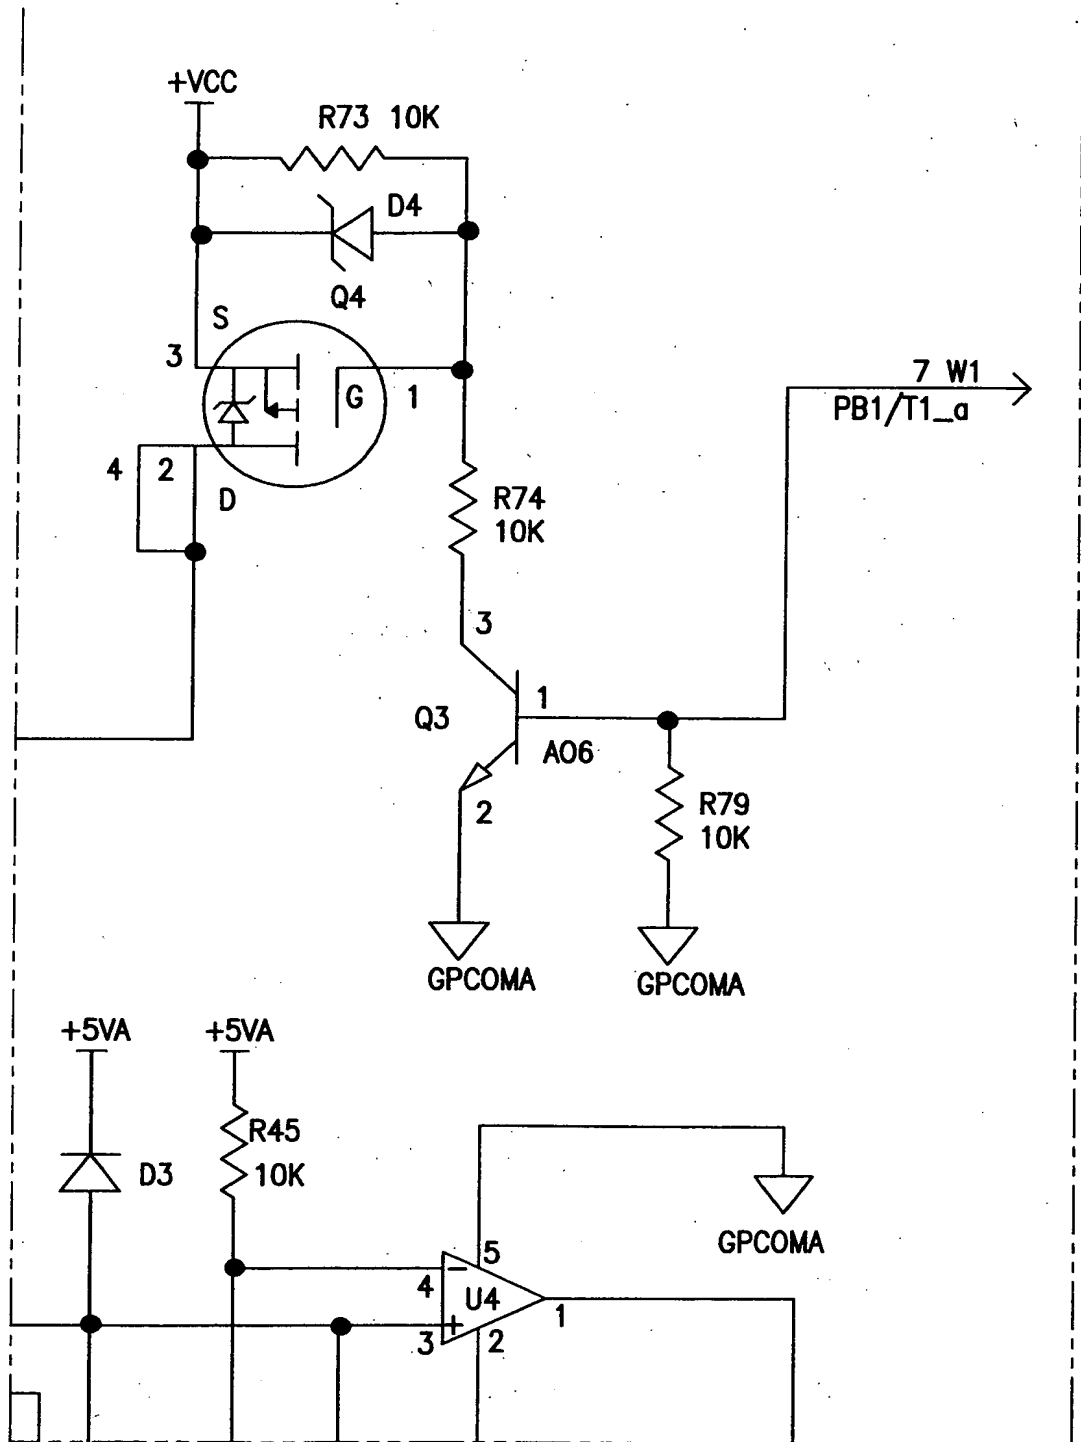 +VCC
R73 10K
D4
Q4
S
3
G
1
7 W1
PB1/T1_a
4
2
D
R74
10K
3
1
Q3
A06
R79
10K
2
GPCOMA
GPCOMA
+5VA
+5VA
R45
10K
D3
GPCOMA
5
4
−
U4
1
3
+
2